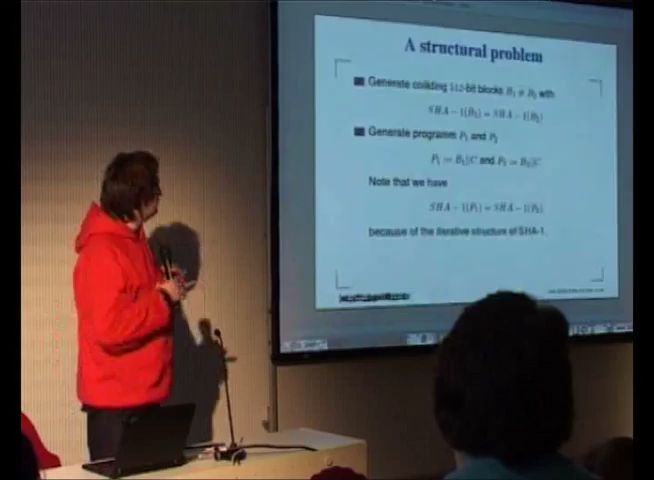 A structural problem
Generate colliding 512-bit blocks B₁ ≠ B₂ with
SHA − 1(B₁) = SHA − 1(B₂)
Generate programs P₁ and P₂
P₁ := B₁||C and P₂ := B₂||C
Note that we have
SHA − 1(P₁) = SHA − 1(P₂)
because of the iterative structure of SHA-1.